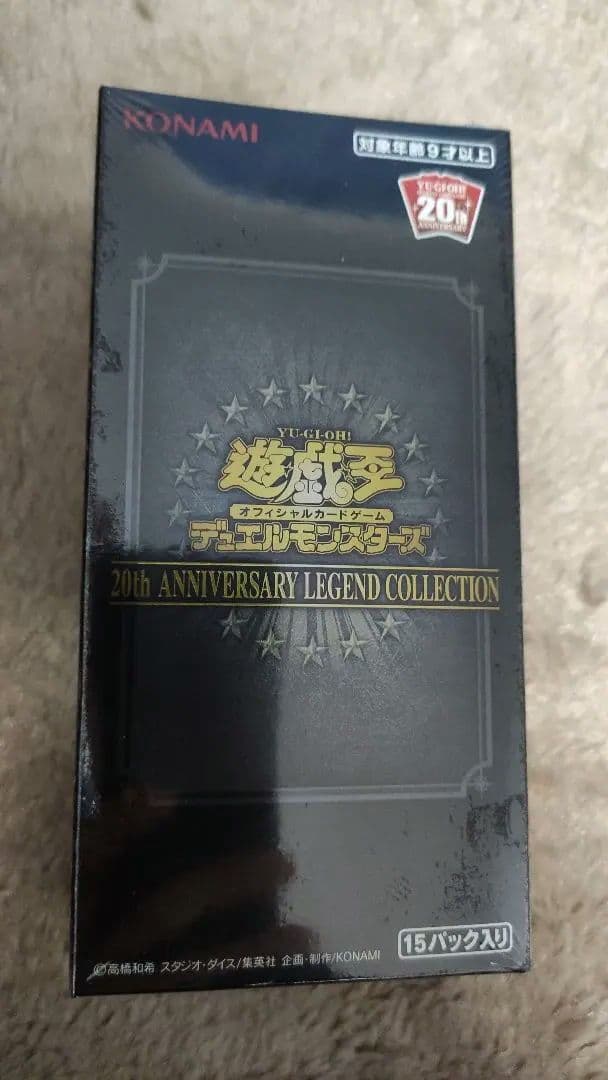 KONAMI
対象年齢9才以上
YU-GI-OH!
20th
ANNIVERSARY
YU-GI-OH!
遊戯王
オフィシャルカードゲーム
デュエルモンスターズ
20th ANNIVERSARY LEGEND COLLECTION
15パック入り
©高橋和希 スタジオ・ダイス/集英社 企画・制作/KONAMI